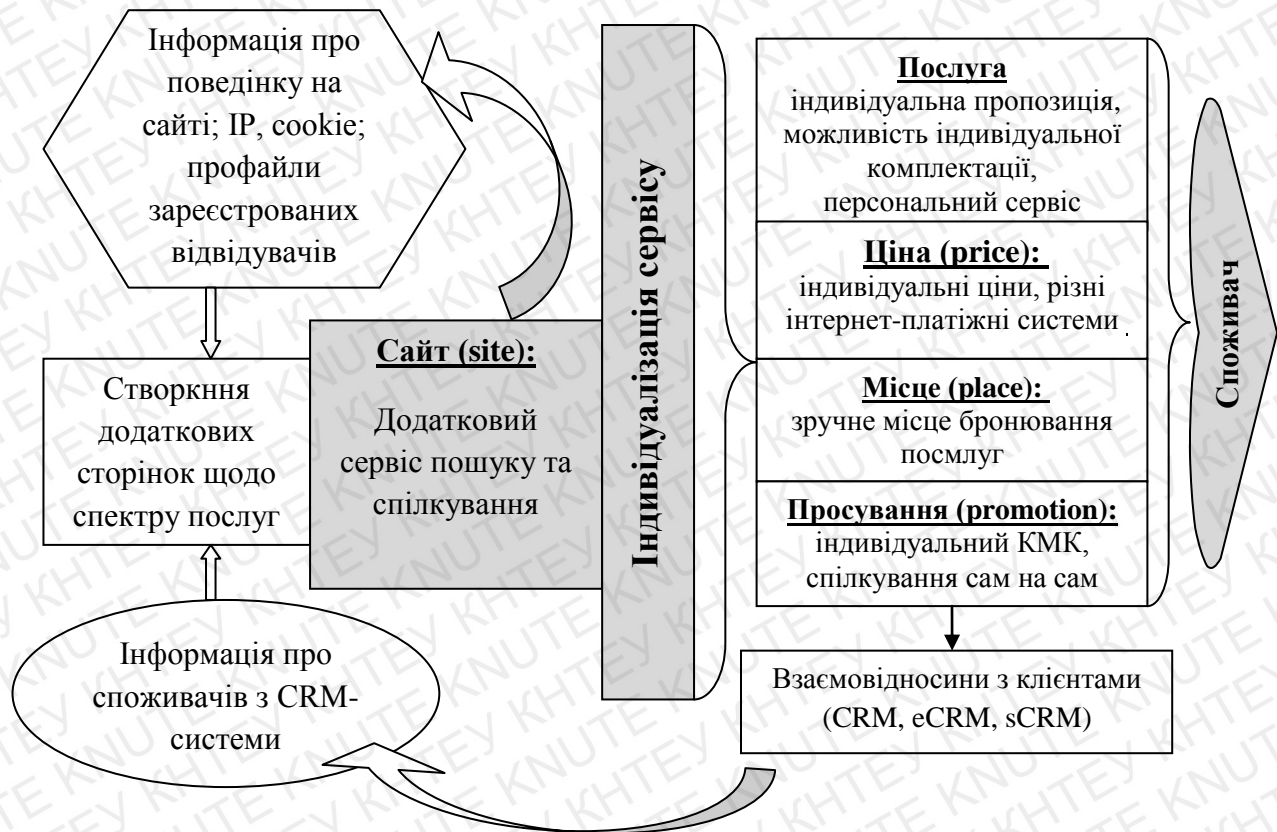 Інформація про
поведінку на
сайті; IP, cookie;
профайли
зареєстрованих
відвідувачів
Створкння
додаткових
сторінок щодо
спектру послуг
Інформація про
споживачів з CRM-
системи
Сайт (site):
Додатковий
сервіс пошуку та
спілкування
Індивідуалізація сервісу
Послуга
індивідуальна пропозиція,
можливість індивідуальної
комплектації,
персональний сервіс
Ціна (price):
індивідуальні ціни, різні
інтернет-платіжні системи
Місце (place):
зручне місце бронювання
посмлуг
Просування (promotion):
індивідуальний КМК,
спілкування сам на сам
Взаємовідносини з клієнтами
(CRM, eCRM, sCRM)
Споживач